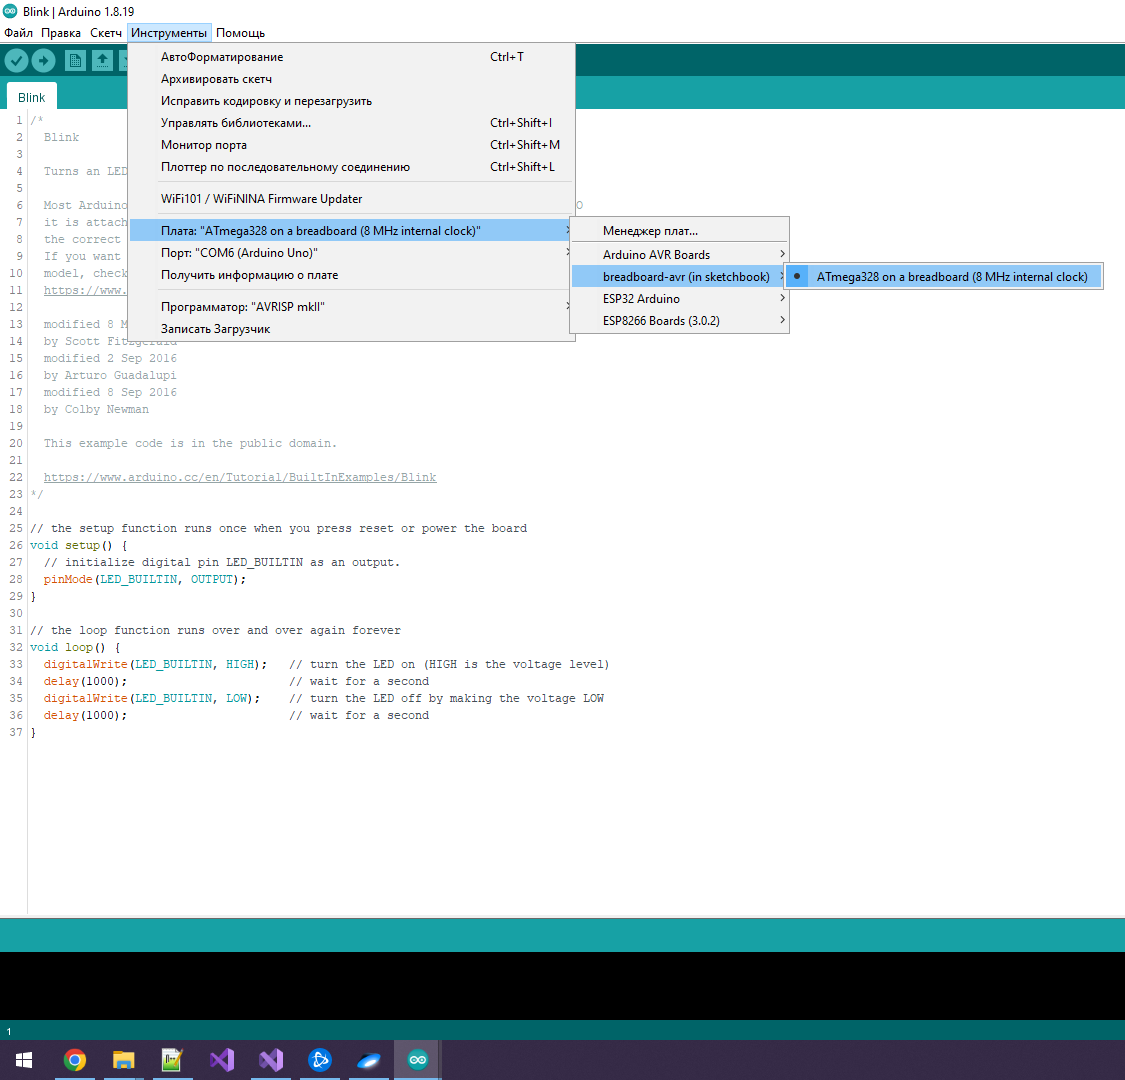 Blink | Arduino 1.8.19
Файл Правка Скетч Инструменты Помощь
АвтоФорматирование Ctrl+T
Архивировать скетч
Исправить кодировку и перезагрузить
Управлять библиотеками... Ctrl+Shift+I
Монитор порта Ctrl+Shift+M
Плоттер по последовательному соединению Ctrl+Shift+L
WiFi101 / WiFiNINA Firmware Updater
Плата: "ATmega328 on a breadboard (8 MHz internal clock)"
Порт: "COM6 (Arduino Uno)"
Получить информацию о плате
Программатор: "AVRISP mkII"
Записать Загрузчик
Менеджер плат...
Arduino AVR Boards
breadboard-avr (in sketchbook)
ESP32 Arduino
ESP8266 Boards (3.0.2)
ATmega328 on a breadboard (8 MHz internal clock)
Blink
1 /*
2 Blink
3
4 Turns an LED
5
6 Most Arduino O
7 it is attach
8 the correct
9 If you want
10 model, check
11 https://www.
12
13 modified 8 M
14 by Scott Fitzgerald
15 modified 2 Sep 2016
16 by Arturo Guadalupi
17 modified 8 Sep 2016
18 by Colby Newman
19
20 This example code is in the public domain.
21
22 https://www.arduino.cc/en/Tutorial/BuiltInExamples/Blink
23 */
24
25 // the setup function runs once when you press reset or power the board
26 void setup() {
27 // initialize digital pin LED_BUILTIN as an output.
28 pinMode(LED_BUILTIN, OUTPUT);
29 }
30
31 // the loop function runs over and over again forever
32 void loop() {
33 digitalWrite(LED_BUILTIN, HIGH); // turn the LED on (HIGH is the voltage level)
34 delay(1000); // wait for a second
35 digitalWrite(LED_BUILTIN, LOW); // turn the LED off by making the voltage LOW
36 delay(1000); // wait for a second
37 }
1